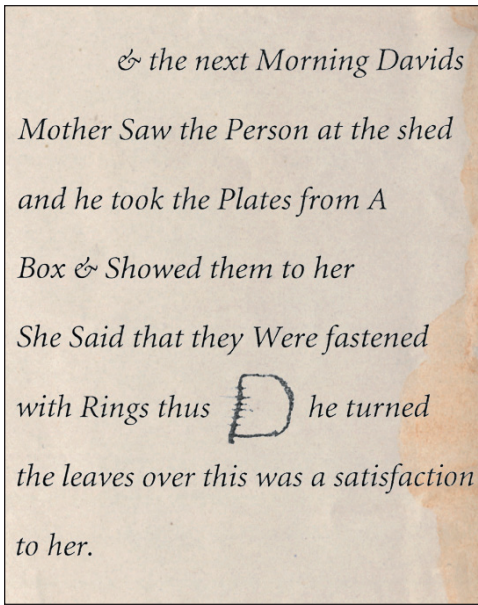 & the next Morning Davids
Mother Saw the Person at the shed
and he took the Plates from A
Box & Showed them to her
She Said that they Were fastened
with Rings thus D he turned
the leaves over this was a satisfaction
to her.